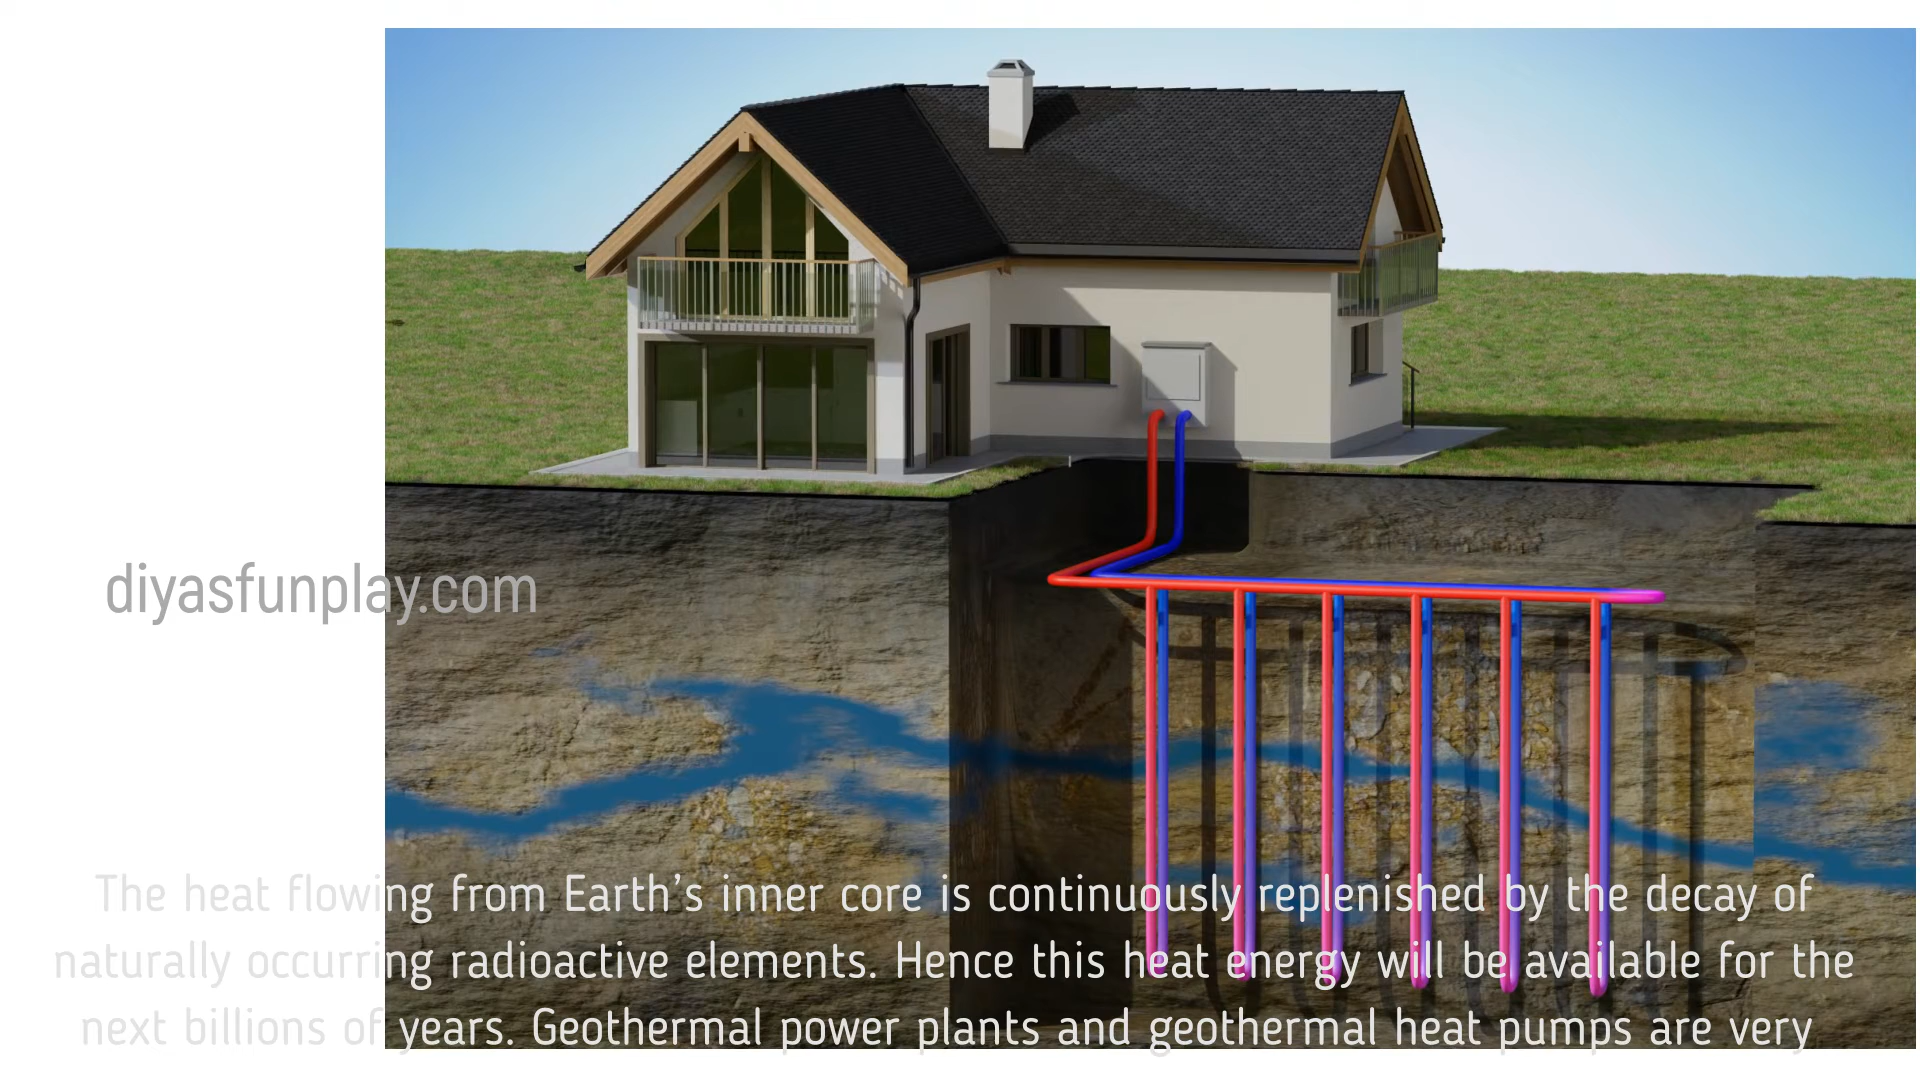 diyasfunplay.com
The heat flowing from Earth’s inner core is continuously replenished by the decay of
naturally occurring radioactive elements. Hence this heat energy will be available for the
next billions of years. Geothermal power plants and geothermal heat pumps are very